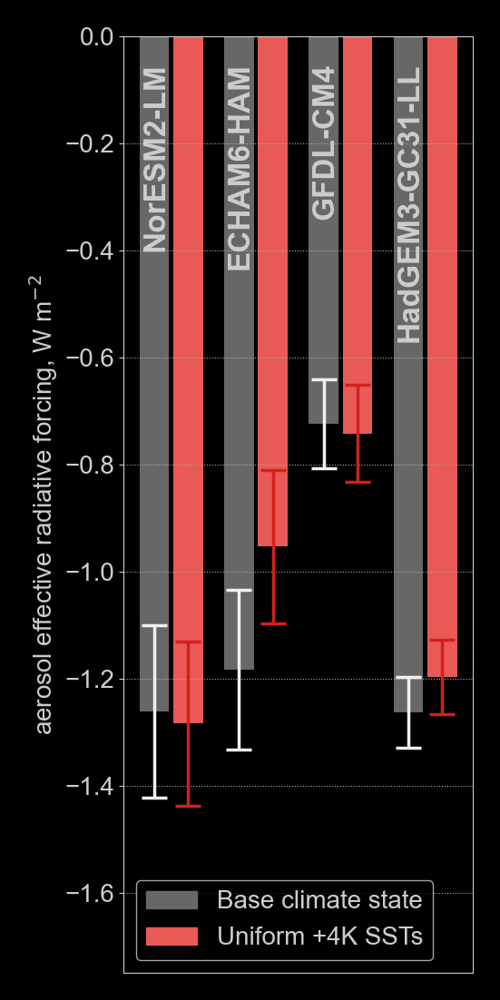 0.0
−0.2
−0.4
−0.6
−0.8
−1.0
−1.2
−1.4
−1.6
aerosol effective radiative forcing, W m⁻²
NorESM2-LM
ECHAM6-HAM
GFDL-CM4
HadGEM3-GC31-LL
Base climate state
Uniform +4K SSTs